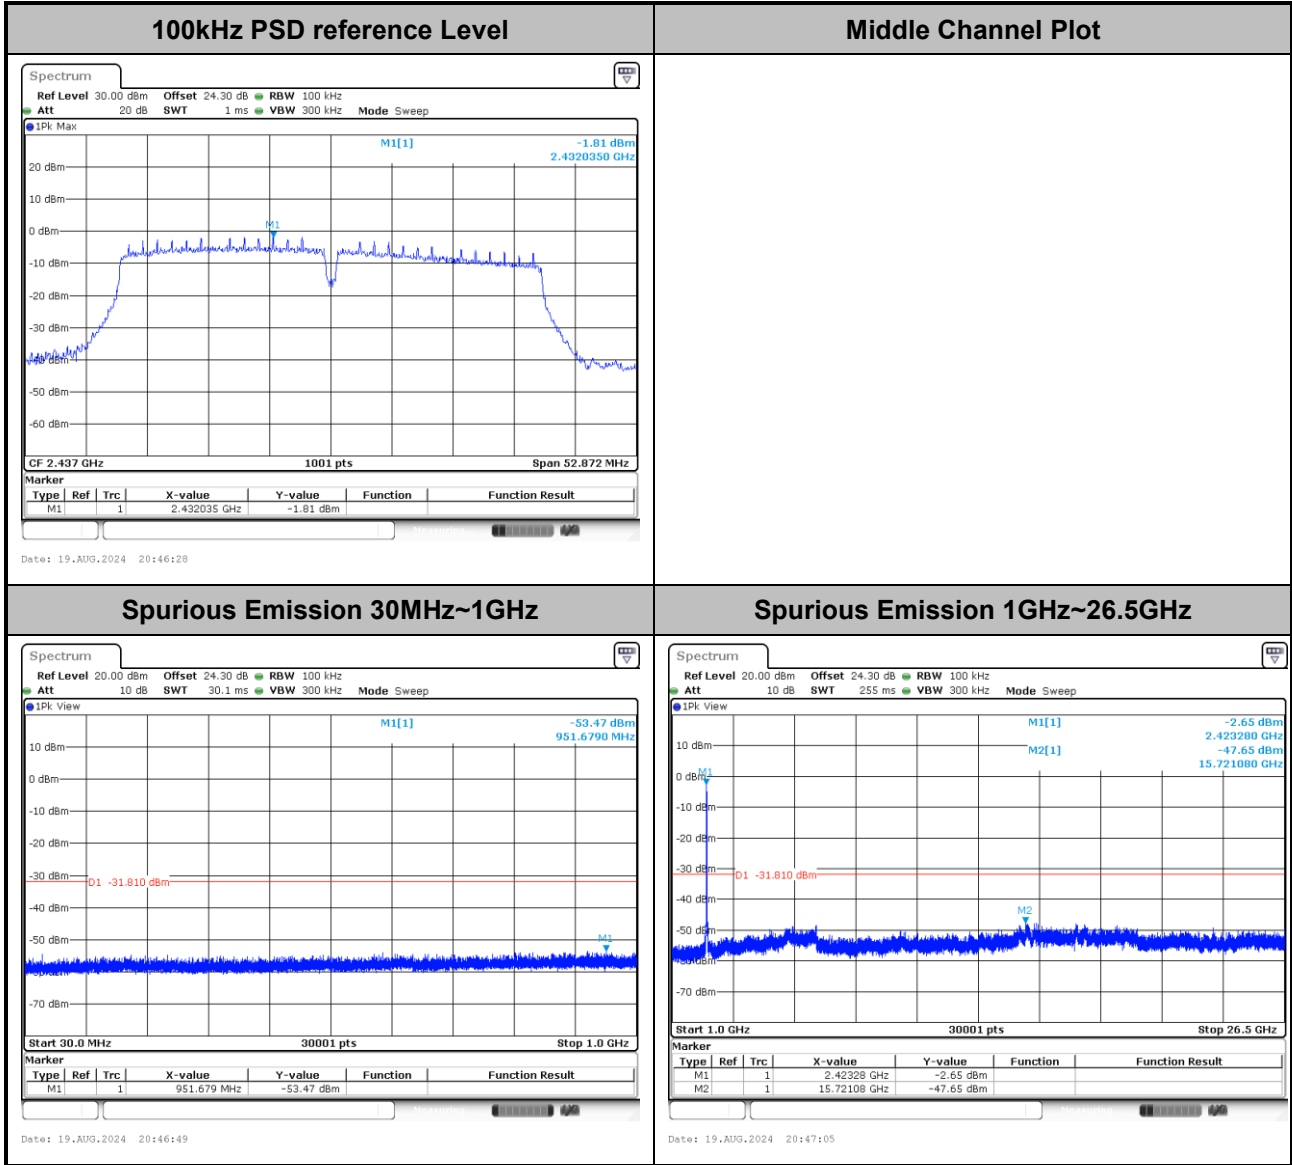 100kHz PSD reference Level
Middle Channel Plot
Spectrum
Ref Level 30.00 dBm Offset 24.30 dB RBW 100 kHz
Att 20 dB SWT 1 ms VBW 300 kHz Mode Sweep
1Pk Max
M1[1] -1.81 dBm
2.4320350 GHz
20 dBm
10 dBm
M1
0 dBm
-10 dBm
-20 dBm
-30 dBm
-40 dBm
-50 dBm
-60 dBm
CF 2.437 GHz 1001 pts Span 52.872 MHz
Marker
Type Ref Trc X-value Y-value Function Function Result
M1 1 2.432035 GHz -1.81 dBm
Date: 19.AUG.2024 20:46:28
Spurious Emission 30MHz~1GHz
Spurious Emission 1GHz~26.5GHz
Spectrum
Ref Level 20.00 dBm Offset 24.30 dB RBW 100 kHz
Att 10 dB SWT 30.1 ms VBW 300 kHz Mode Sweep
1Pk View
M1[1] -53.47 dBm
951.6790 MHz
10 dBm
0 dBm
-10 dBm
-20 dBm
-30 dBm
D1 -31.810 dBm
-40 dBm
-50 dBm
M1
-60 dBm
-70 dBm
Start 30.0 MHz 30001 pts Stop 1.0 GHz
Marker
Type Ref Trc X-value Y-value Function Function Result
M1 1 951.679 MHz -53.47 dBm
Date: 19.AUG.2024 20:46:49
Spectrum
Ref Level 20.00 dBm Offset 24.30 dB RBW 100 kHz
Att 10 dB SWT 255 ms VBW 300 kHz Mode Sweep
1Pk View
M1[1] -2.65 dBm
2.423280 GHz
M2[1] -47.65 dBm
15.721080 GHz
10 dBm
M1
0 dBm
-10 dBm
-20 dBm
-30 dBm
D1 -31.810 dBm
-40 dBm
M2
-50 dBm
-60 dBm
-70 dBm
Start 1.0 GHz 30001 pts Stop 26.5 GHz
Marker
Type Ref Trc X-value Y-value Function Function Result
M1 1 2.42328 GHz -2.65 dBm
M2 1 15.72108 GHz -47.65 dBm
Date: 19.AUG.2024 20:47:05